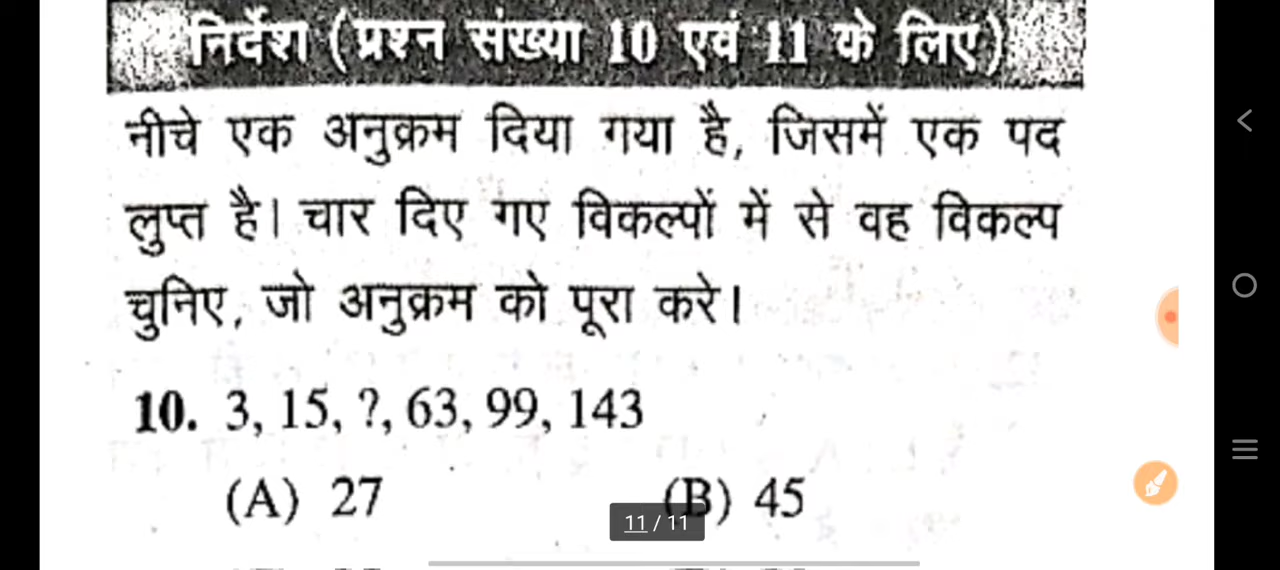 निर्देश (प्रश्न संख्या 10 एवं 11 के लिए)
नीचे एक अनुक्रम दिया गया है, जिसमें एक पद
लुप्त है। चार दिए गए विकल्पों में से वह विकल्प
चुनिए, जो अनुक्रम को पूरा करे।
10. 3, 15, ?, 63, 99, 143
(A) 27 (B) 45
11 / 11